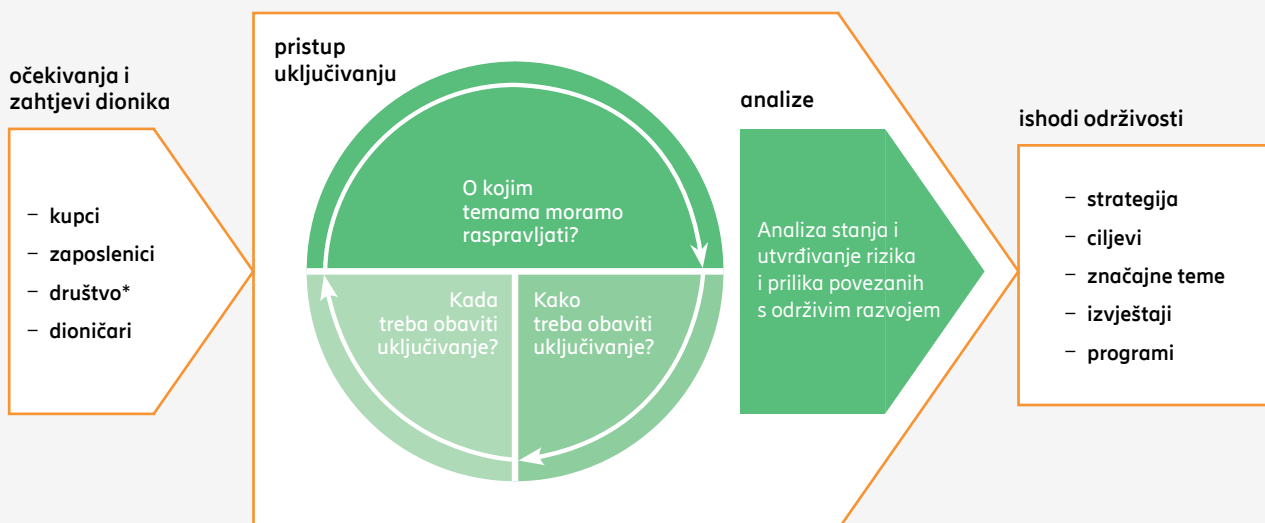 očekivanja i
zahtjevi dionika
– kupci
– zaposlenici
– društvo*
– dioničari
pristup
uključivanju
O kojim
temama moramo
raspravljati?
Kada
treba obaviti
uključivanje?
Kako
treba obaviti
uključivanje?
analize
Analiza stanja i
utvrđivanje rizika
i prilika povezanih
s održivim razvojem
ishodi održivosti
– strategija
– ciljevi
– značajne teme
– izvještaji
– programi